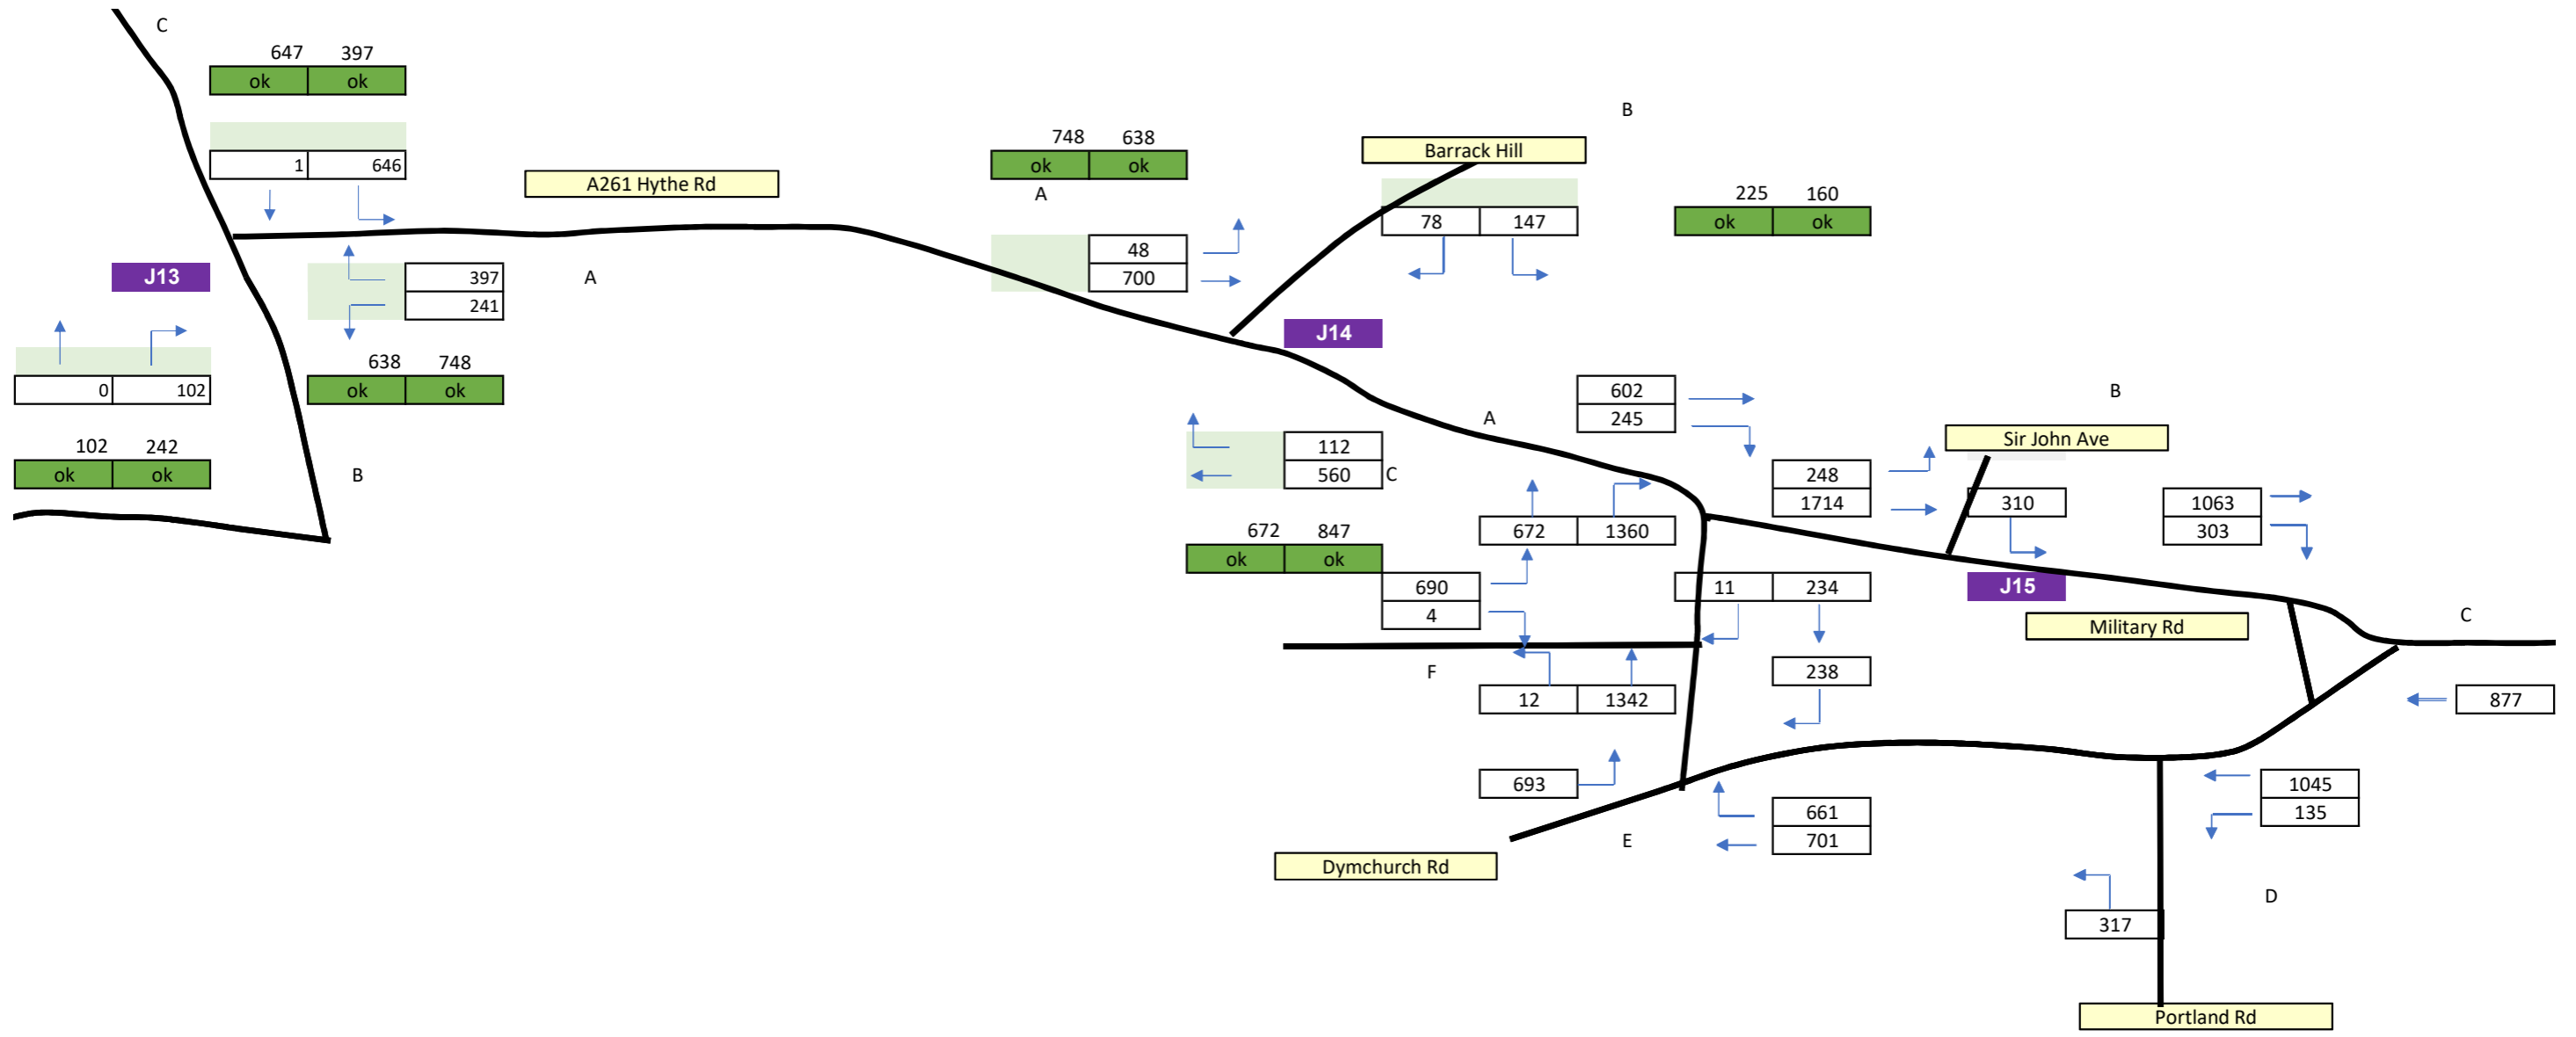 C
647 397
ok ok
B
748 638
Barrack Hill
ok ok
1 646
A261 Hythe Rd
A
225 160
78 147
ok ok
48
700
J13
397
A
241
J14
638 748
ok ok
0 102
602
245
A
B
102 242
ok ok
B
112
560 C
Sir John Ave
248
1714
310
1063
303
672 847
ok ok
672 1360
690
4
11 234
J15
Military Rd
C
F
238
12 1342
877
693
661
701
E
1045
135
Dymchurch Rd
D
317
Portland Rd